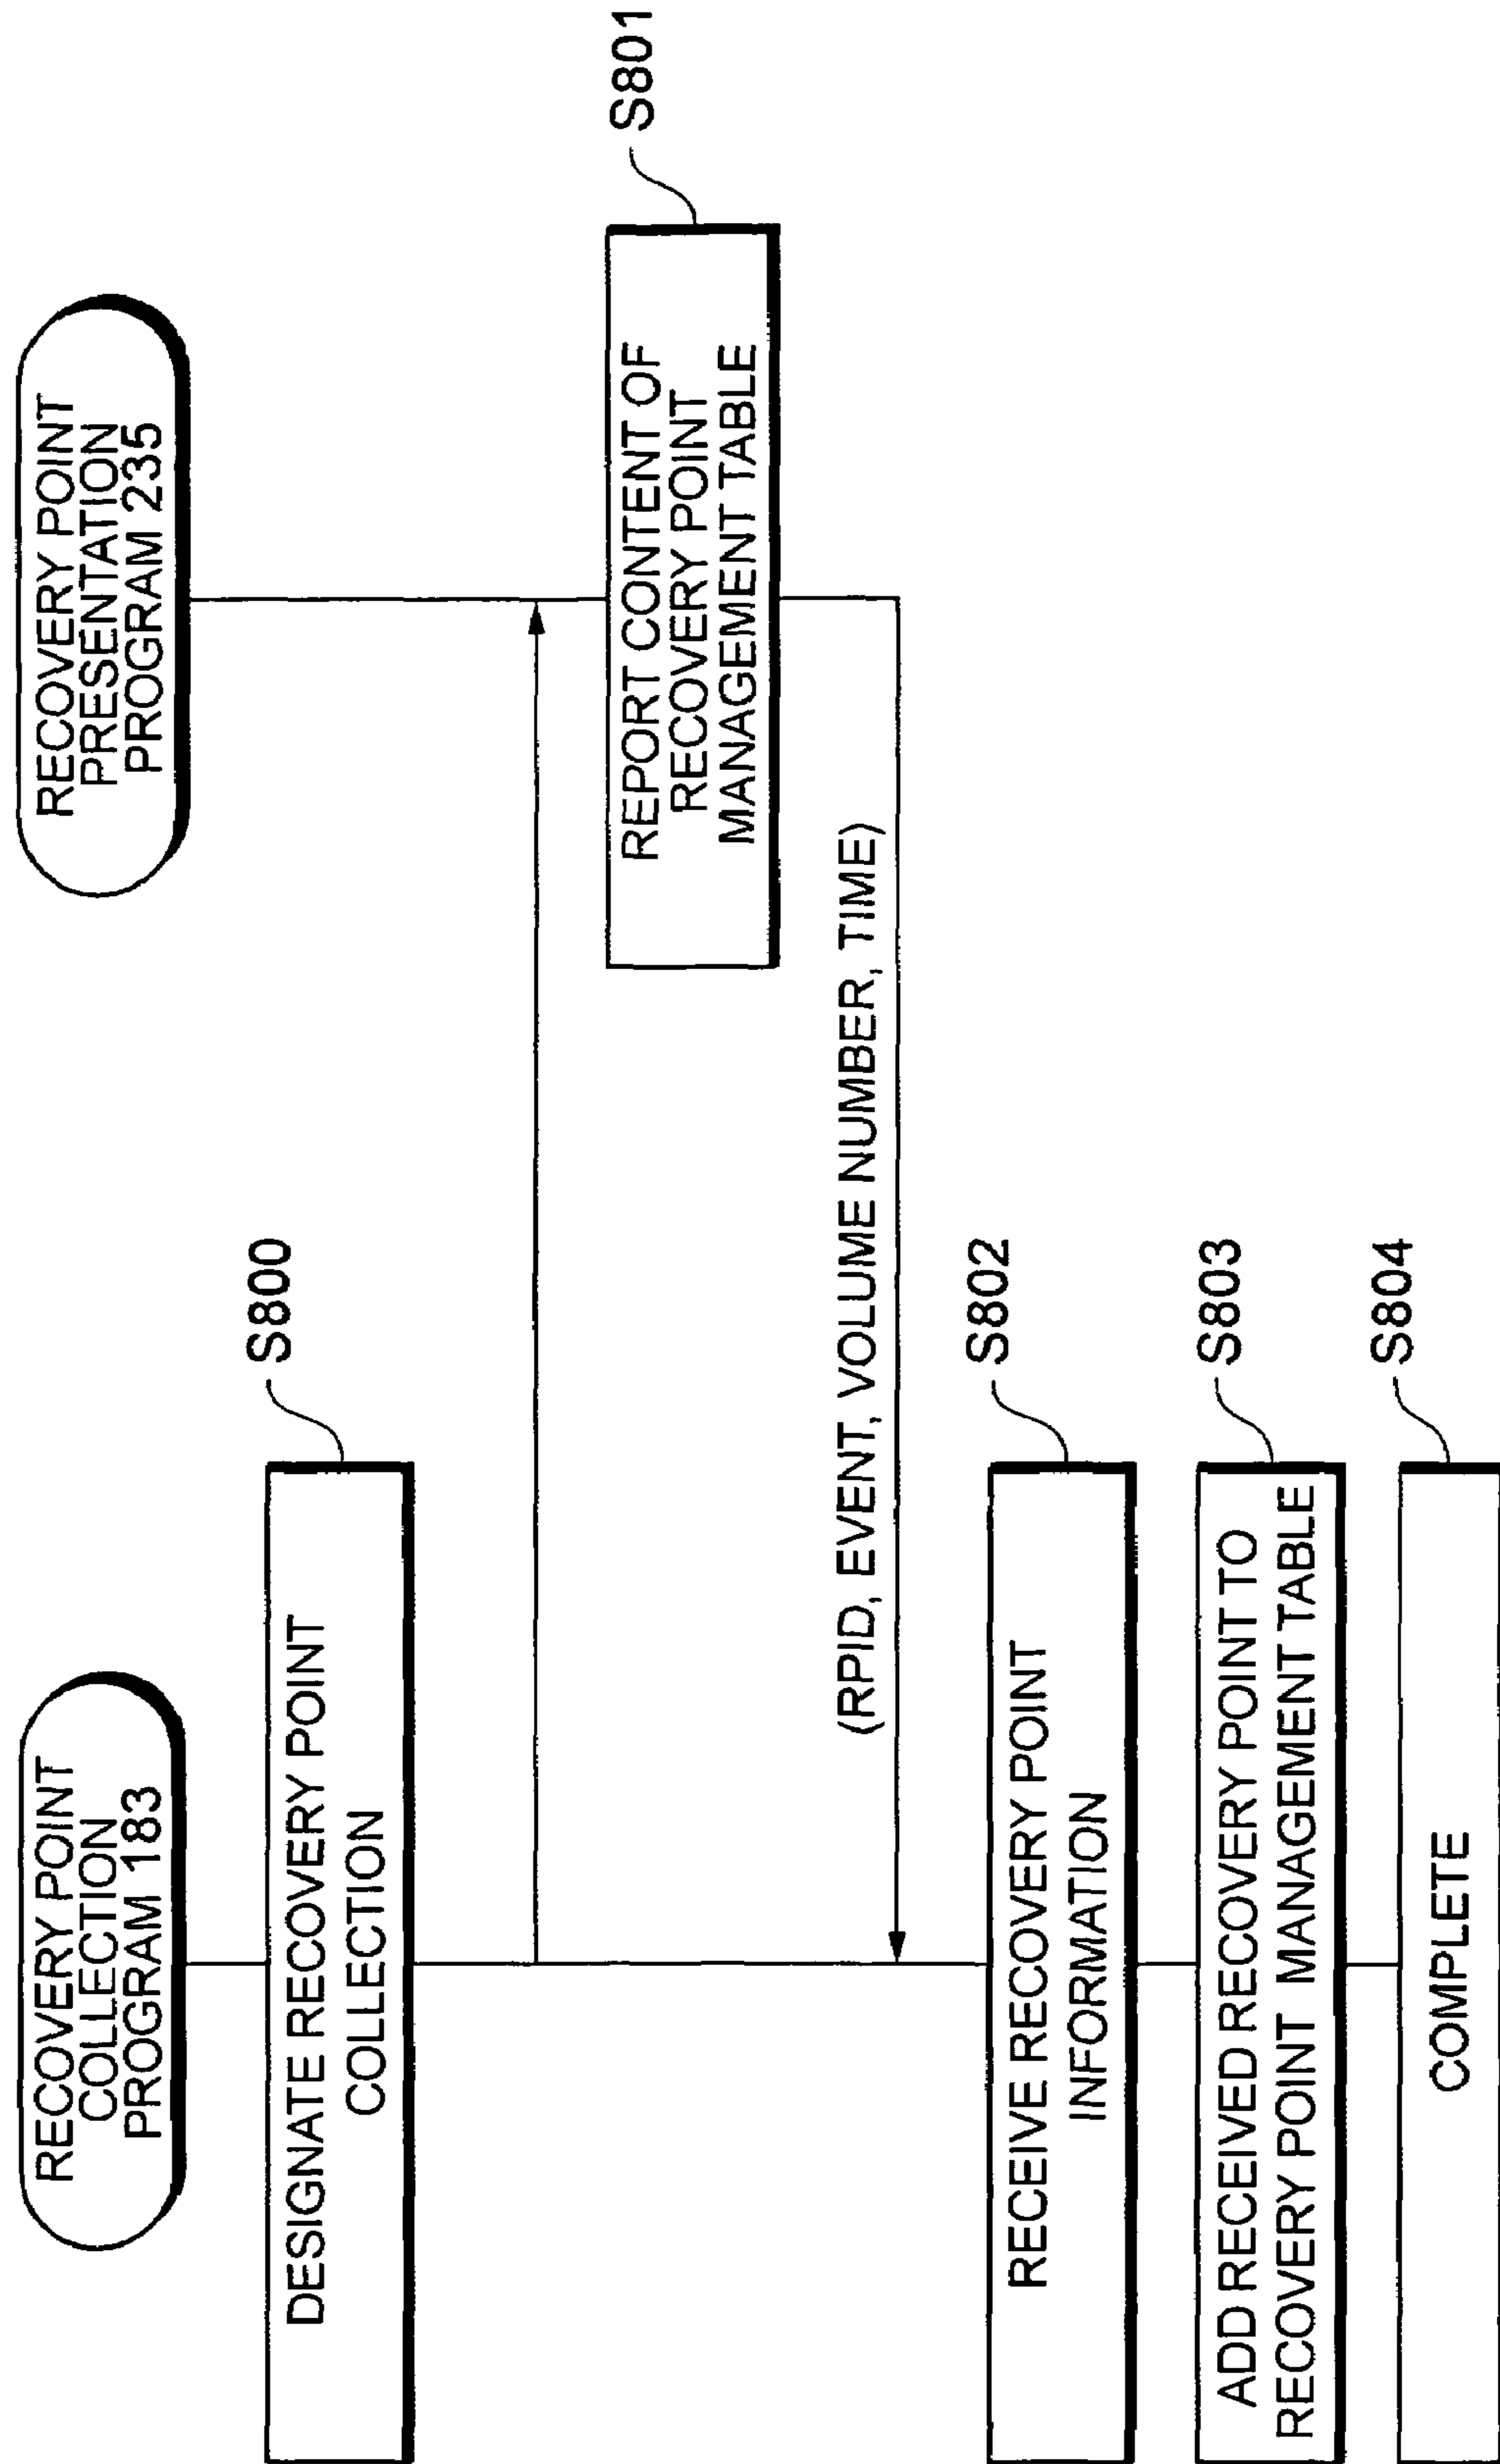 RECOVERY POINT
COLLECTION
PROGRAM 183
DESIGNATE RECOVERY POINT
COLLECTION
S800
RECOVERY POINT
PRESENTATION
PROGRAM 235
REPORT CONTENT OF
RECOVERY POINT
MANAGEMENT TABLE
S801
(RPID, EVENT, VOLUME NUMBER, TIME)
RECEIVE RECOVERY POINT
INFORMATION
S802
ADD RECEIVED RECOVERY POINT TO
RECOVERY POINT MANAGEMENT TABLE
S803
COMPLETE
S804